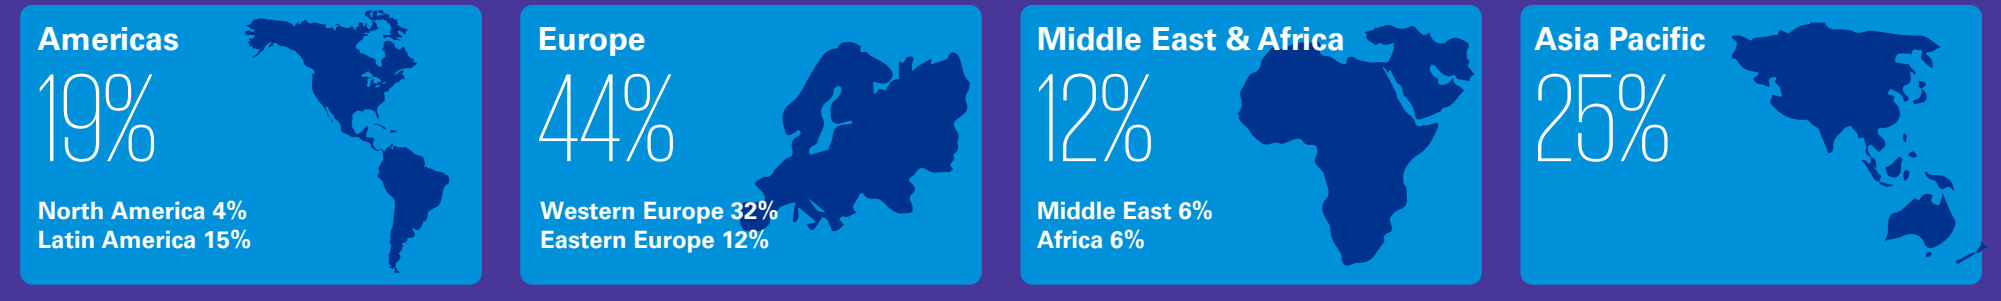 Americas
19%
North America 4%
Latin America 15%
Europe
44%
Western Europe 32%
Eastern Europe 12%
Middle East & Africa
12%
Middle East 6%
Africa 6%
Asia Pacific
25%